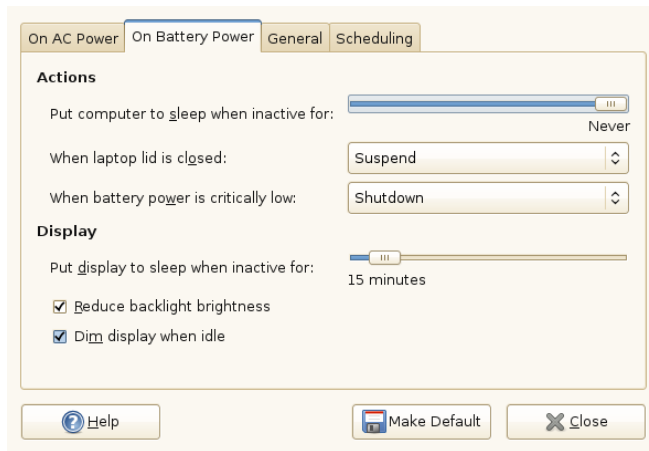 On AC Power On Battery Power General Scheduling
Actions
Put computer to sleep when inactive for:
Never
When laptop lid is closed: Suspend
When battery power is critically low: Shutdown
Display
Put display to sleep when inactive for:
15 minutes
Reduce backlight brightness
Dim display when idle
Help Make Default Close